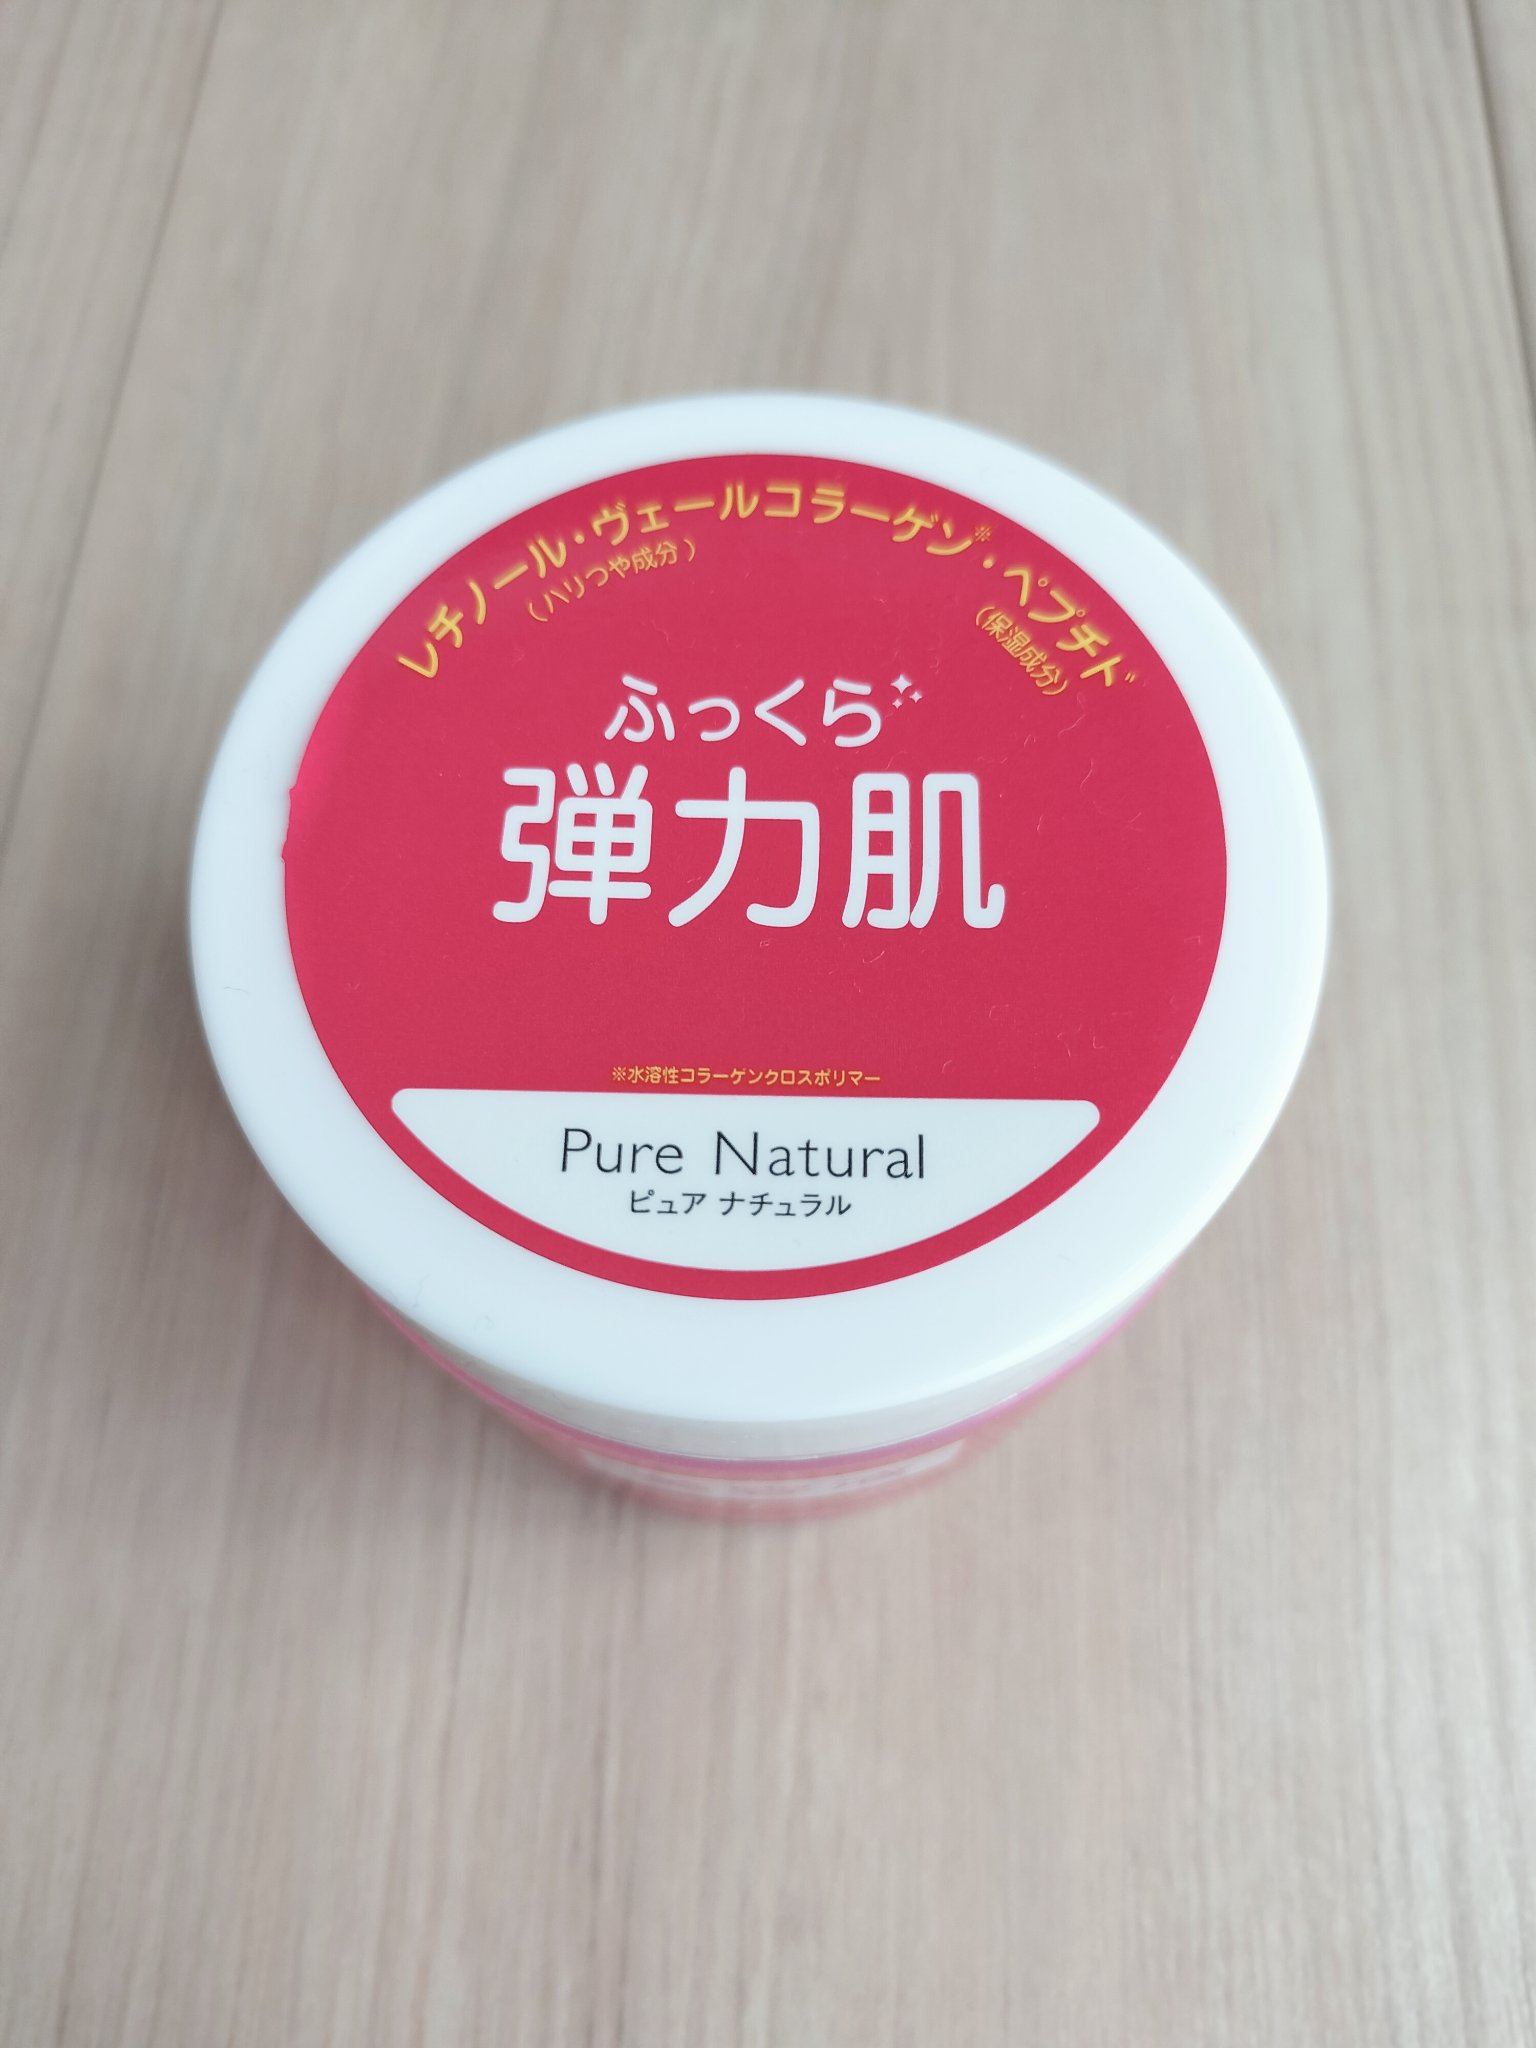 レチノール・ヴェールコラーゲン※・ペプチド
(ハリつや成分)
(保湿成分)
ふっくら
弾力肌
※水溶性コラーゲンクロスポリマー
Pure Natural
ピュア ナチュラル